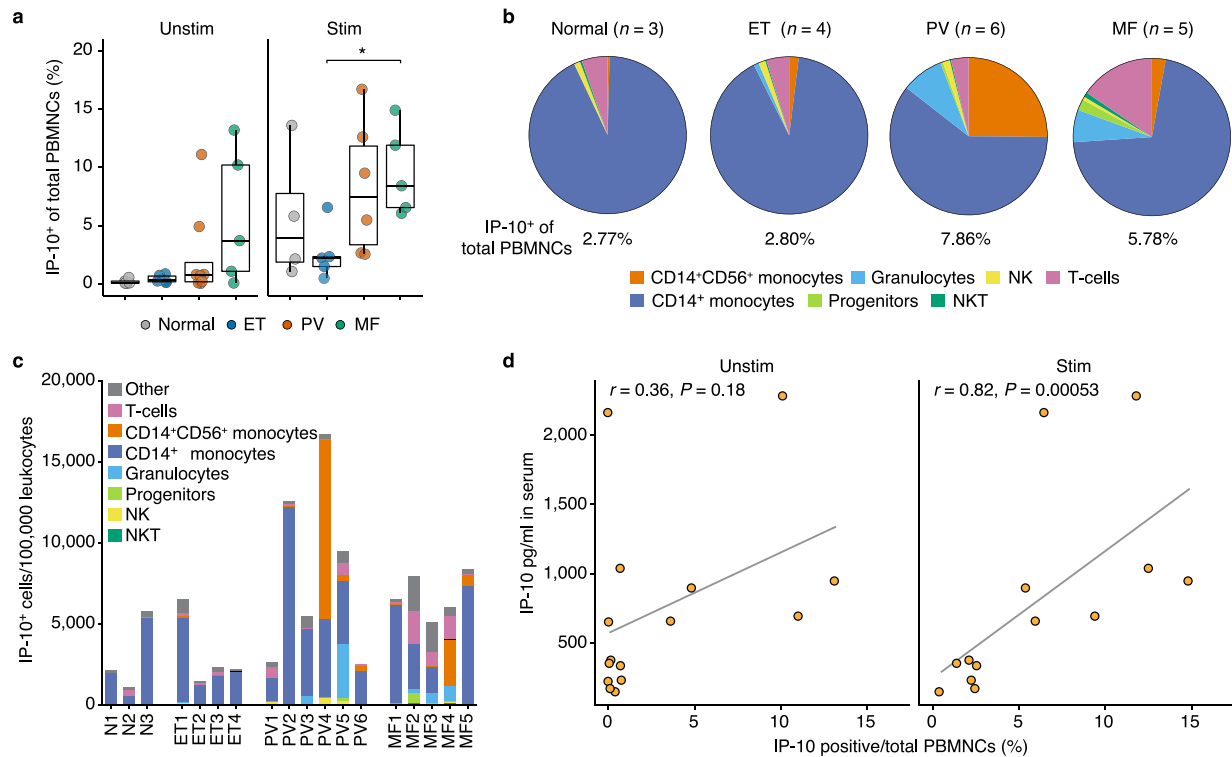 a
Unstim
Stim
IP-10⁺ of total PBMNCs (%)
20
15
10
5
0
*
Normal
ET
PV
MF
b
Normal (n = 3)
ET (n = 4)
PV (n = 6)
MF (n = 5)
IP-10⁺ of
total PBMNCs
2.77%
2.80%
7.86%
5.78%
CD14⁺CD56⁺ monocytes
Granulocytes
NK
T-cells
CD14⁺ monocytes
Progenitors
NKT
c
IP-10⁺ cells/100,000 leukocytes
20,000
15,000
10,000
5,000
0
Other
T-cells
CD14⁺CD56⁺ monocytes
CD14⁺ monocytes
Granulocytes
Progenitors
NK
NKT
N1
N2
N3
ET1
ET2
ET3
ET4
PV1
PV2
PV3
PV4
PV5
PV6
MF1
MF2
MF3
MF4
MF5
d
Unstim
Stim
r = 0.36, P = 0.18
r = 0.82, P = 0.00053
IP-10 pg/ml in serum
2,000
1,500
1,000
500
0
5
10
15
0
5
10
15
IP-10 positive/total PBMNCs (%)